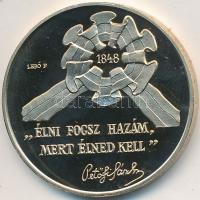 1848
LEBÓ F.
„ÉLNI FOGSZ HAZÁM,
MERT ÉLNED KELL”
Petőfi Sándor